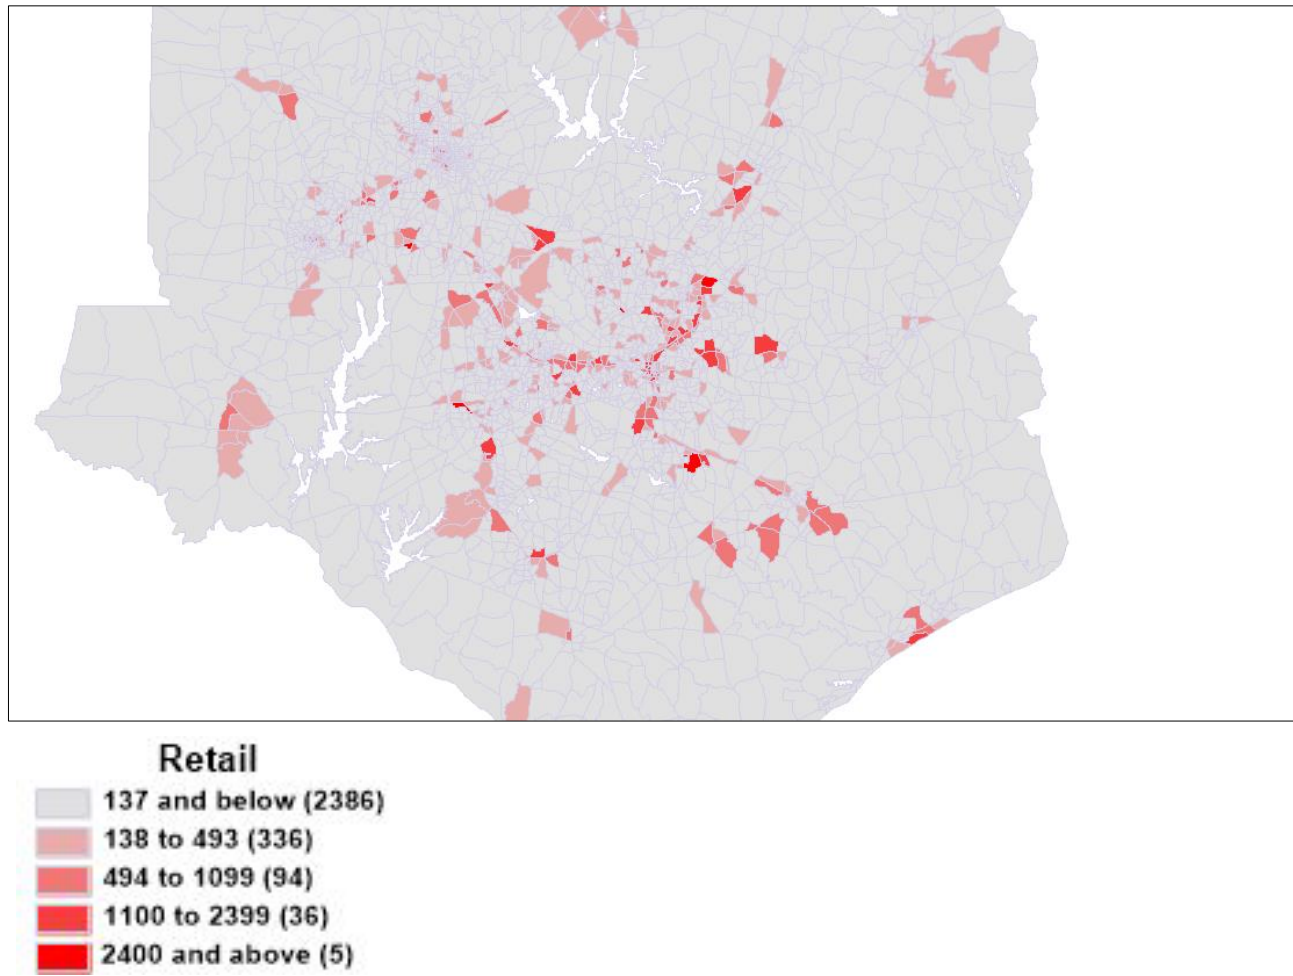 Retail
137 and below (2386)
138 to 493 (336)
494 to 1099 (94)
1100 to 2399 (36)
2400 and above (5)